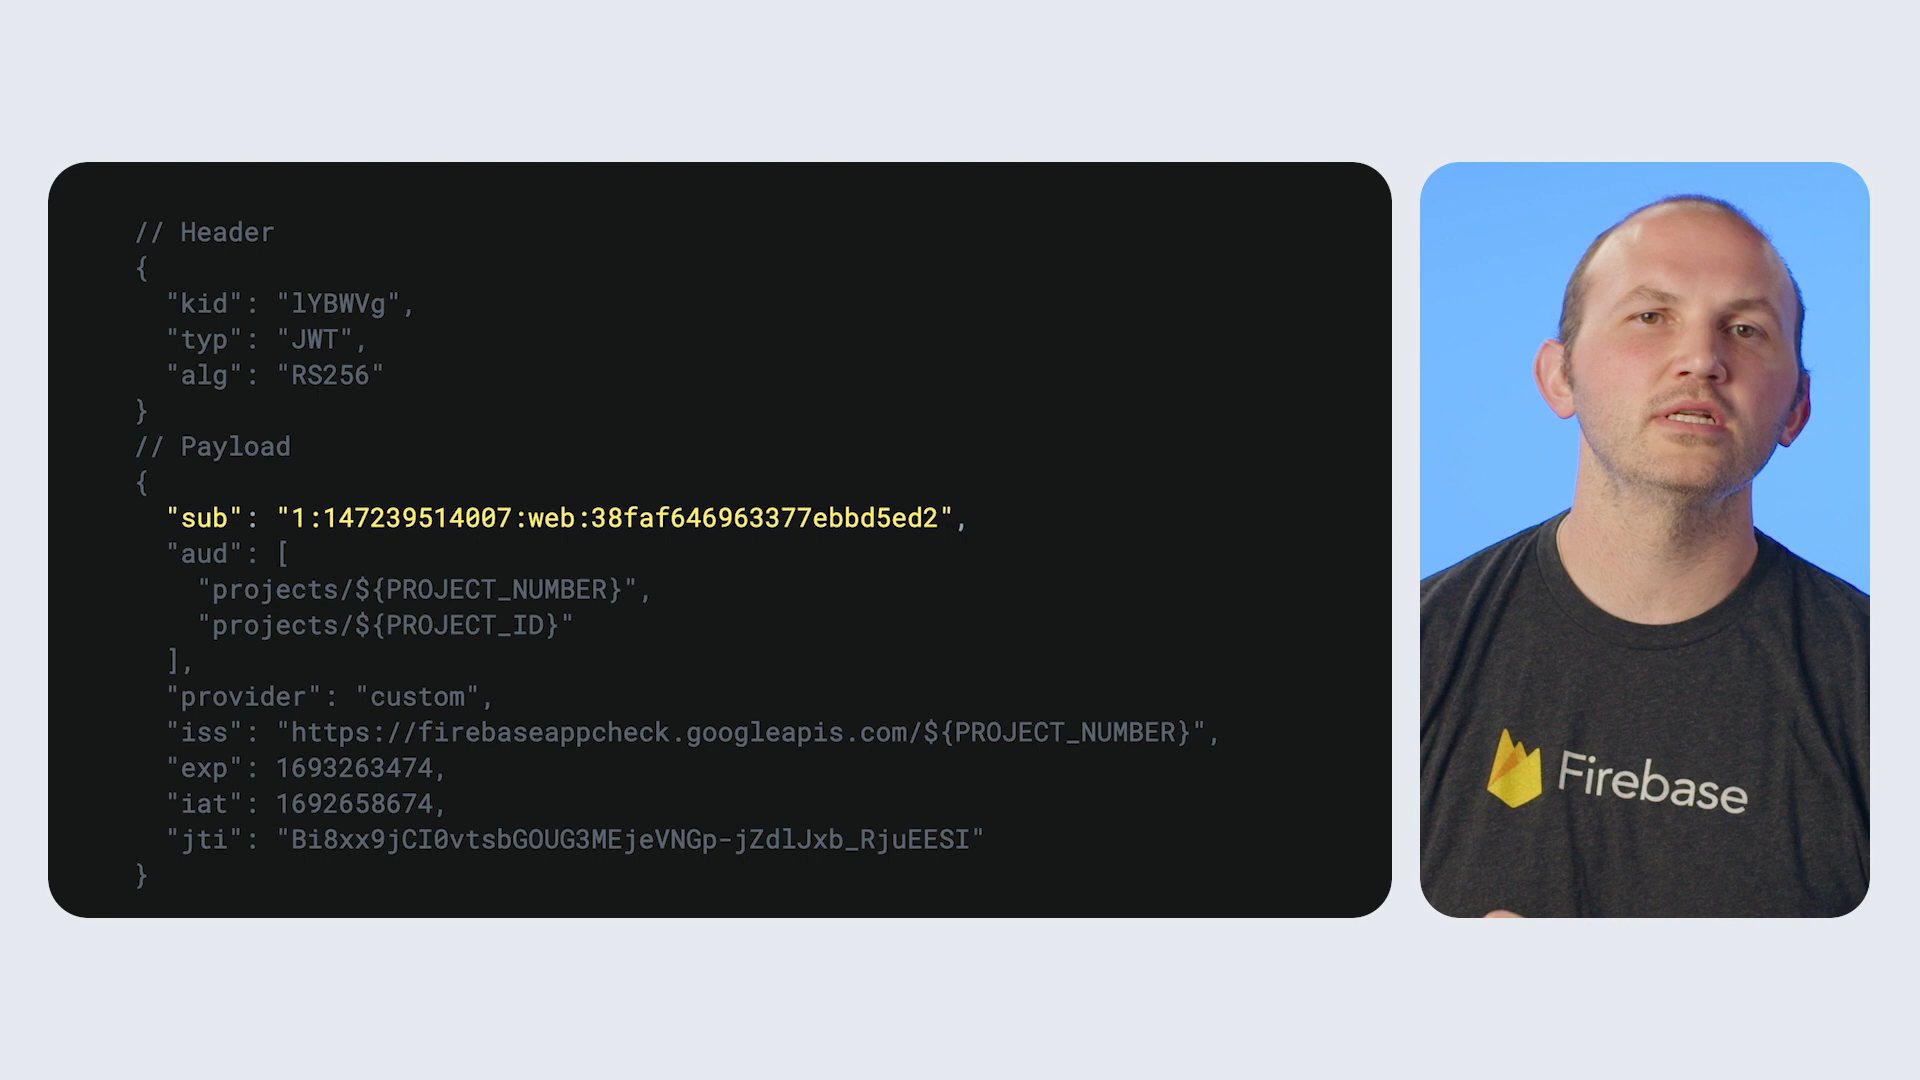 // Header
{
"kid": "lYBWVg",
"typ": "JWT",
"alg": "RS256"
}
// Payload
{
"sub": "1:147239514007:web:38faf646963377ebbd5ed2",
"aud": [
"projects/${PROJECT_NUMBER}",
"projects/${PROJECT_ID}"
],
"provider": "custom",
"iss": "https://firebaseappcheck.googleapis.com/${PROJECT_NUMBER}",
"exp": 1693263474,
"iat": 1692658674,
"jti": "Bi8xx9jCI0vtsbGOUG3MEjeVNGp-jZdlJxb_RjuEESI"
}
Firebase